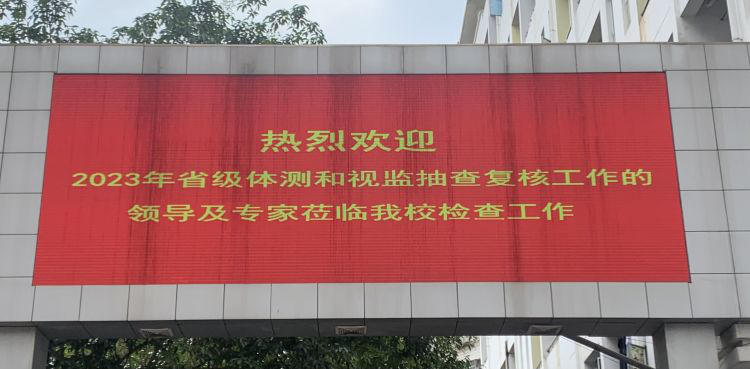 热烈欢迎
2023年省级体测和视监抽查复核工作的
领导及专家莅临我校检查工作